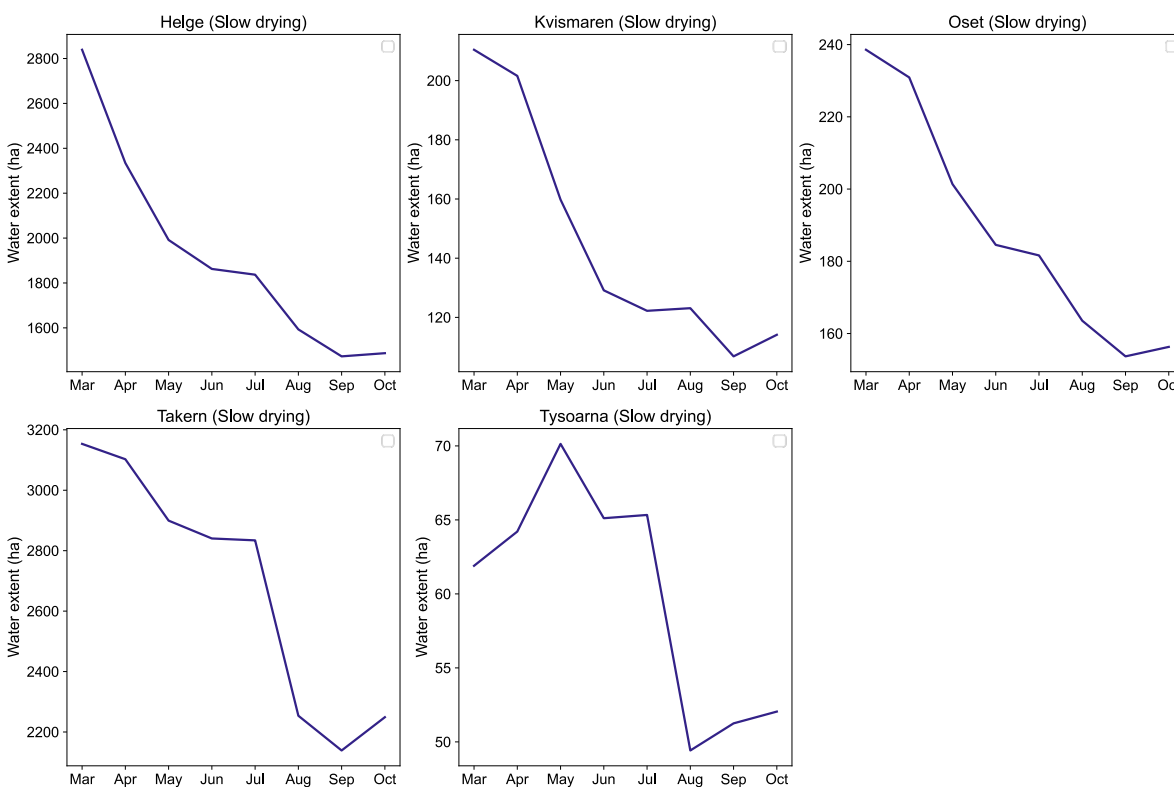 Helge (Slow drying)
Water extent (ha)
2800
2600
2400
2200
2000
1800
1600
Mar Apr May Jun Jul Aug Sep Oct
Kvismaren (Slow drying)
Water extent (ha)
200
180
160
140
120
Mar Apr May Jun Jul Aug Sep Oct
Oset (Slow drying)
Water extent (ha)
240
220
200
180
160
Mar Apr May Jun Jul Aug Sep Oc
Takern (Slow drying)
Water extent (ha)
3200
3000
2800
2600
2400
2200
Mar Apr May Jun Jul Aug Sep Oct
Tysoarna (Slow drying)
Water extent (ha)
70
65
60
55
50
Mar Apr May Jun Jul Aug Sep Oct